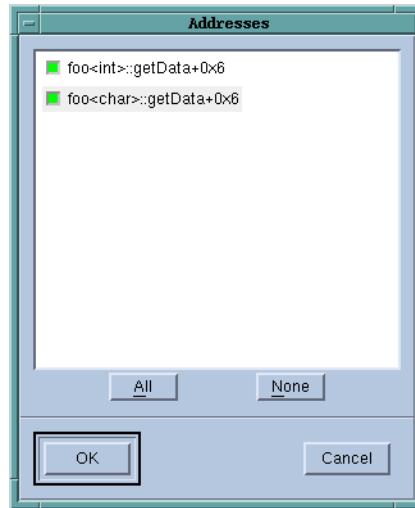 Addresses
foo<int>::getData+0x6
foo<char>::getData+0x6
All None
OK Cancel